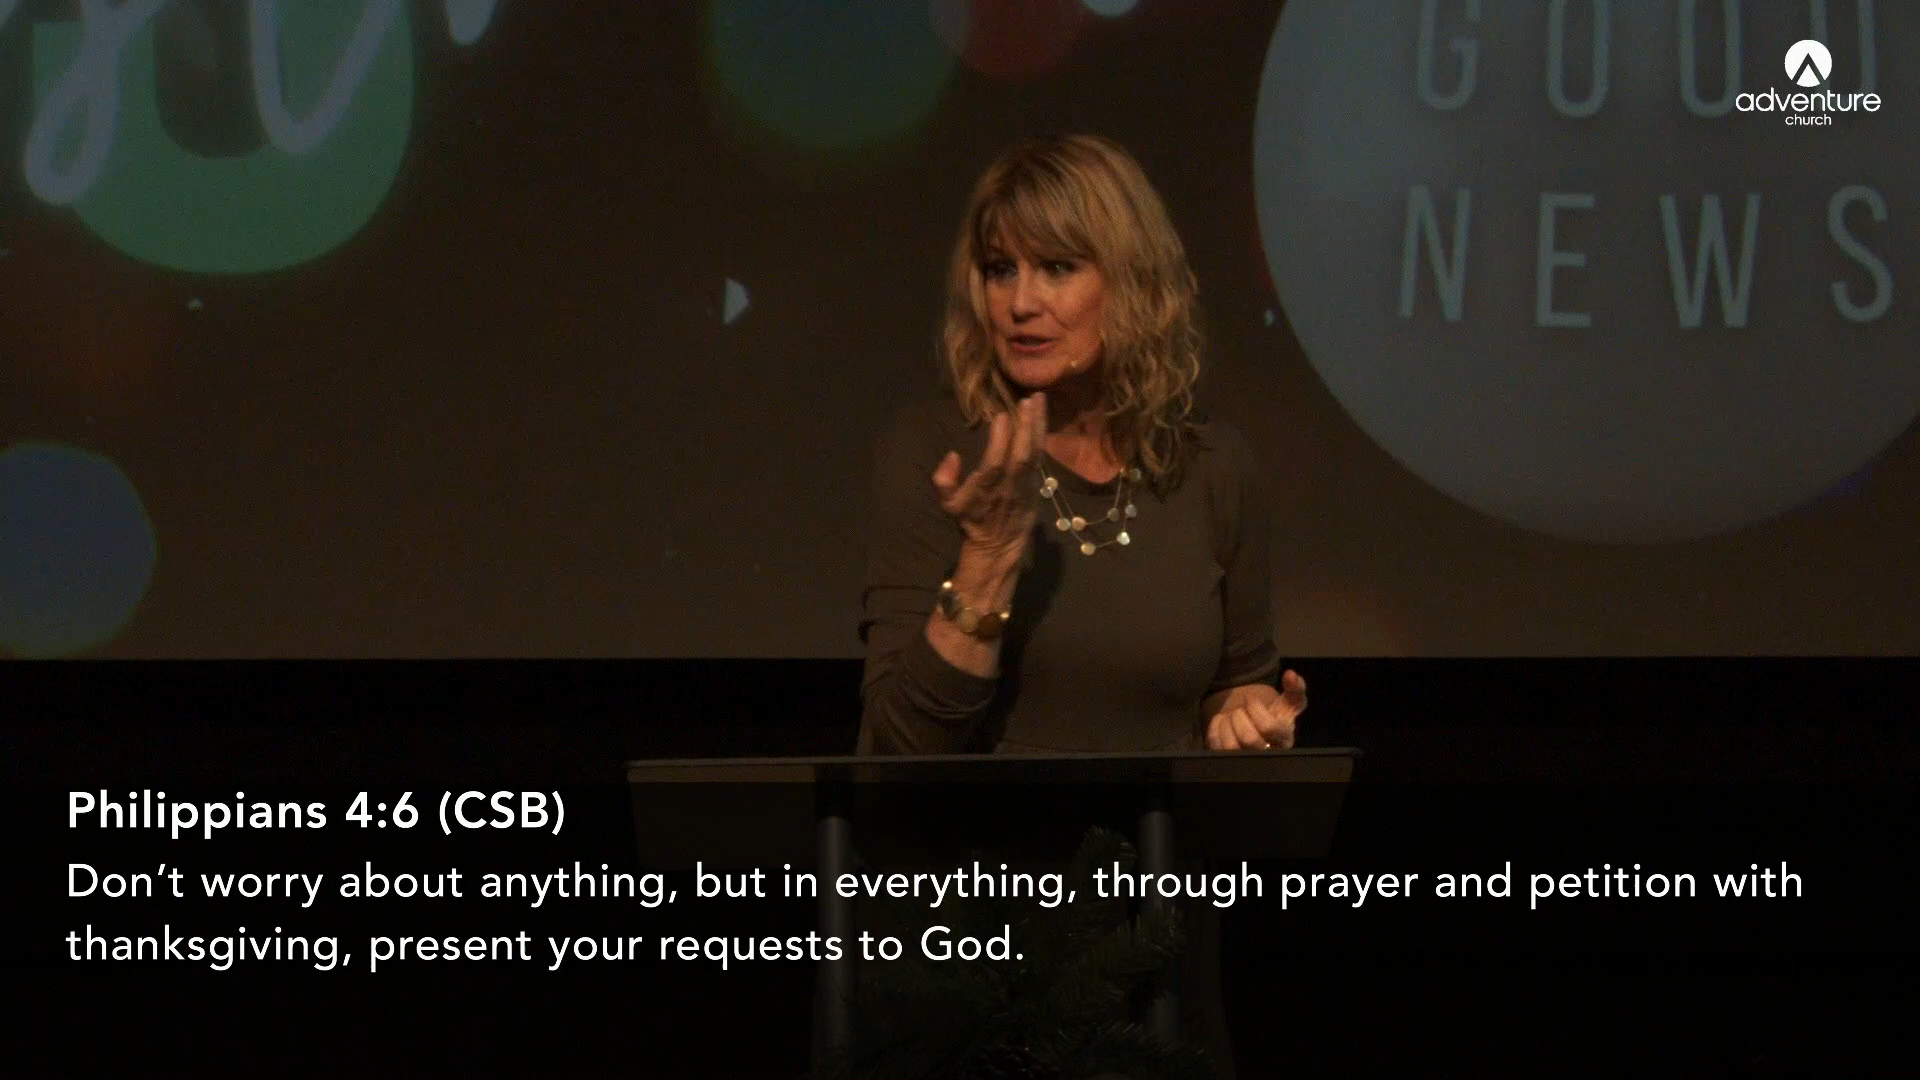 GOOD
NEWS
adventure
church
Philippians 4:6 (CSB)
Don't worry about anything, but in everything, through prayer and petition with
thanksgiving, present your requests to God.